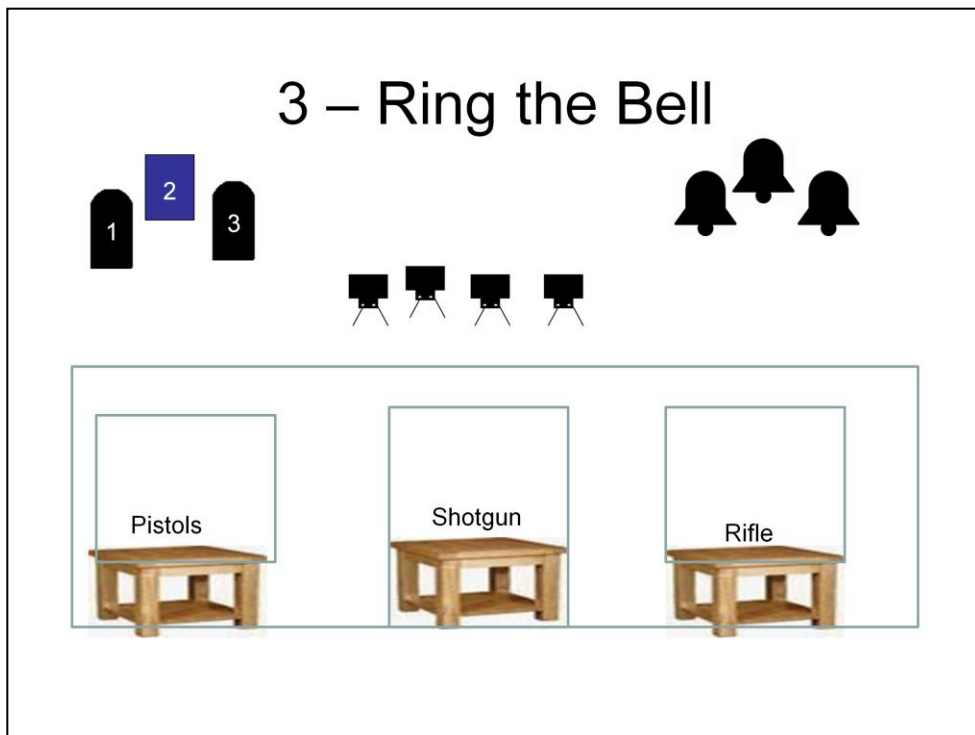 3 – Ring the Bell
2
1
3
Pistols
Shotgun
Rifle